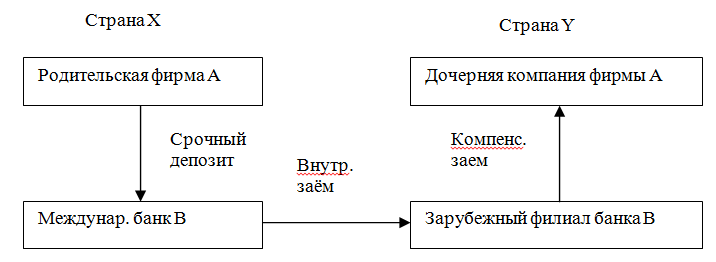 Страна X
Страна Y
Родительская фирма А
Дочерняя компания фирмы А
Срочный
депозит
Внутр.
заём
Компенс.
заем
Междунар. банк В
Зарубежный филиал банка В